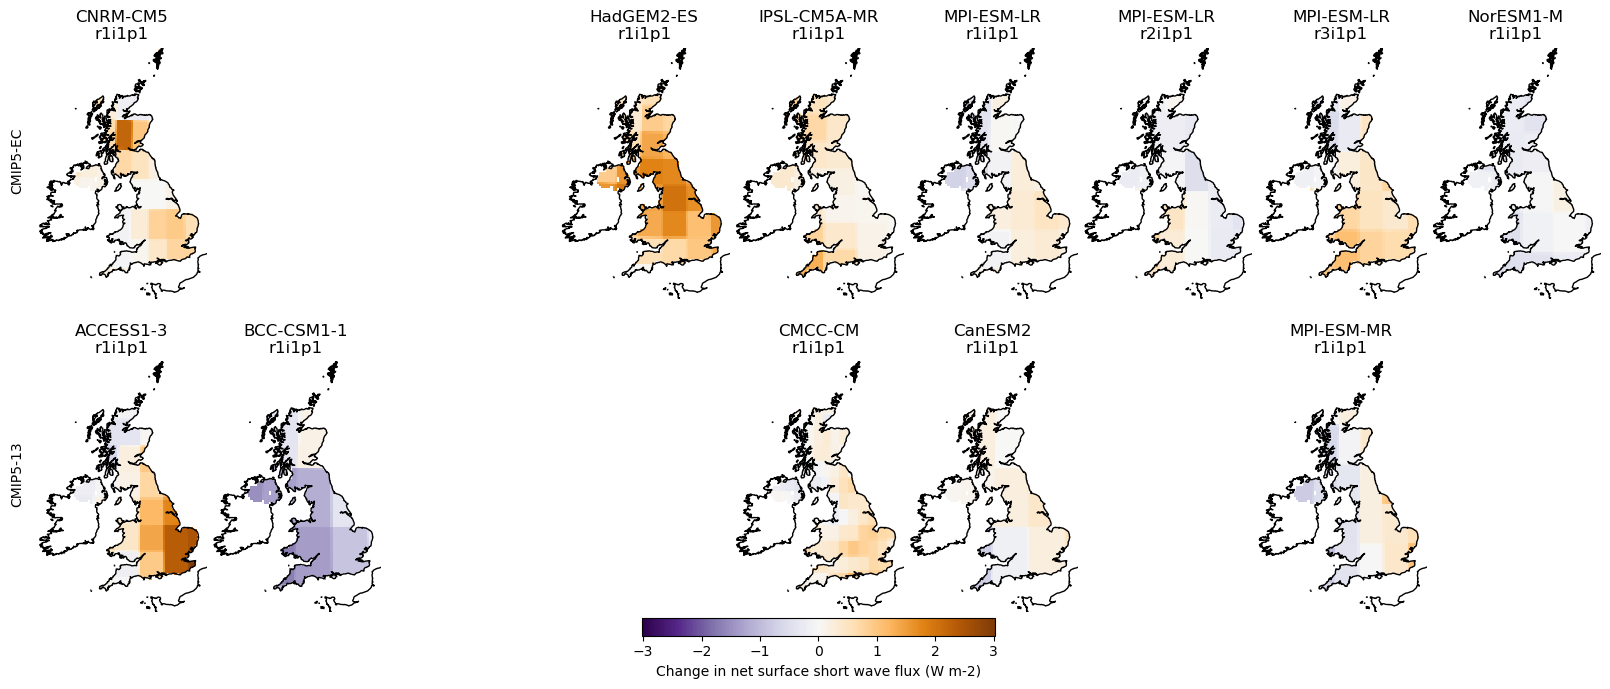 CNRM-CM5
r1i1p1
HadGEM2-ES
r1i1p1
IPSL-CM5A-MR
r1i1p1
MPI-ESM-LR
r1i1p1
MPI-ESM-LR
r2i1p1
MPI-ESM-LR
r3i1p1
NorESM1-M
r1i1p1
CMIP5-EC
ACCESS1-3
r1i1p1
BCC-CSM1-1
r1i1p1
CMCC-CM
r1i1p1
CanESM2
r1i1p1
MPI-ESM-MR
r1i1p1
CMIP5-13
−3 −2 −1 0 1 2 3
Change in net surface short wave flux (W m-2)